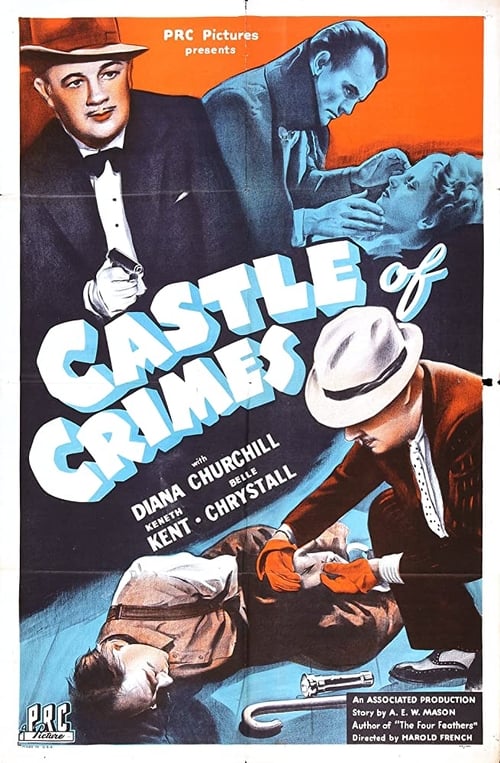 PRC Pictures
presents
CASTLE of
CRIMES
with
DIANA CHURCHILL
KENETH BELLE
KENT · CHRYSTALL
An ASSOCIATED PRODUCTION
Story by A. E. W. MASON
Author of "The Four Feathers"
Directed by HAROLD FRENCH
PRC
Picture